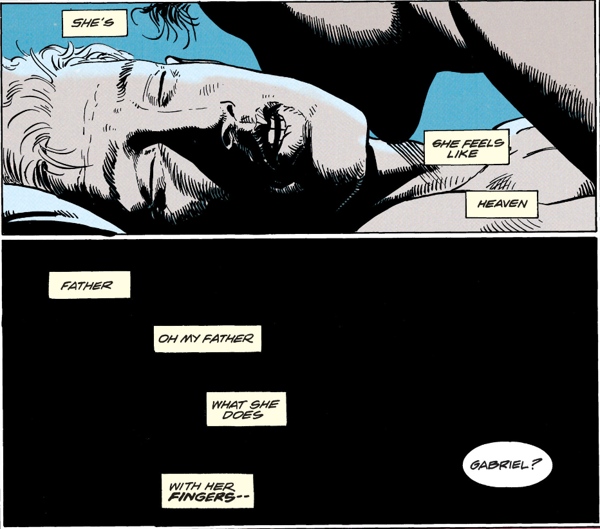 SHE'S
SHE FEELS
LIKE
HEAVEN
FATHER
OH MY FATHER
WHAT SHE
DOES
WITH HER
FINGERS--
GABRIEL?